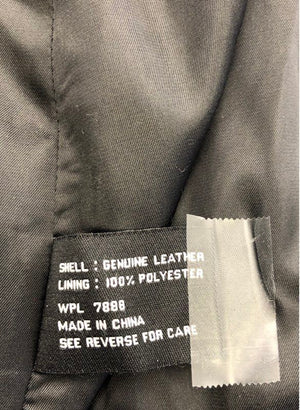 SHELL : GENUINE LEATHER
LINING : 100% POLYESTER
WPL 7888
MADE IN CHINA
SEE REVERSE FOR CARE